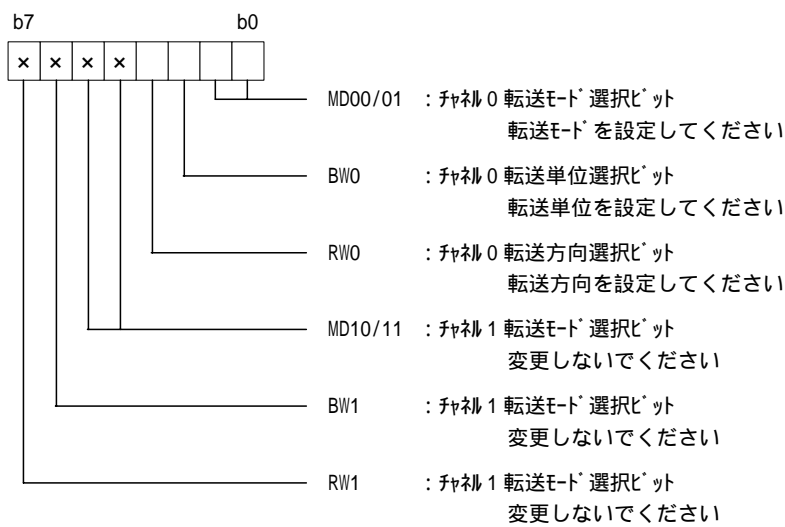 b7 b0
× × × ×
MD00/01 : ﾁｬﾈﾙ0転送ﾓｰﾄﾞ選択ﾋﾞｯﾄ
転送ﾓｰﾄﾞを設定してください
BW0 : ﾁｬﾈﾙ0転送単位選択ﾋﾞｯﾄ
転送単位を設定してください
RW0 : ﾁｬﾈﾙ0転送方向選択ﾋﾞｯﾄ
転送方向を設定してください
MD10/11 : ﾁｬﾈﾙ1転送ﾓｰﾄﾞ選択ﾋﾞｯﾄ
変更しないでください
BW1 : ﾁｬﾈﾙ1転送ﾓｰﾄﾞ選択ﾋﾞｯﾄ
変更しないでください
RW1 : ﾁｬﾈﾙ1転送ﾓｰﾄﾞ選択ﾋﾞｯﾄ
変更しないでください